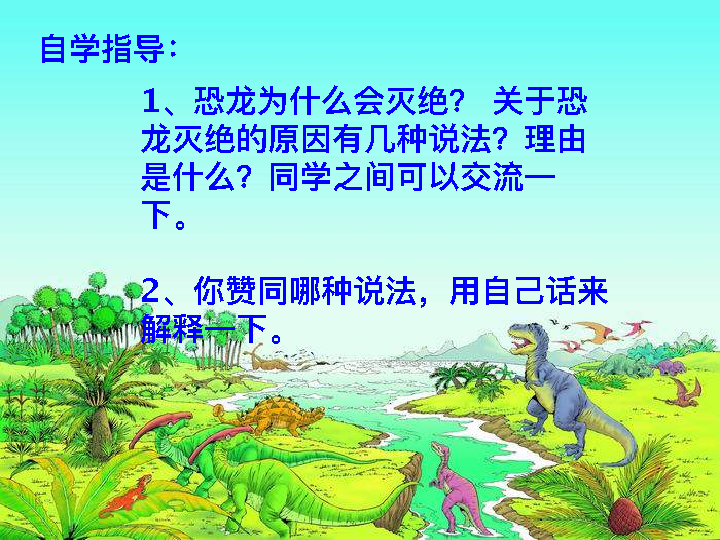 自学指导：
1、恐龙为什么会灭绝？ 关于恐
龙灭绝的原因有几种说法？理由
是什么？同学之间可以交流一
下。
2、你赞同哪种说法，用自己话来
解释一下。